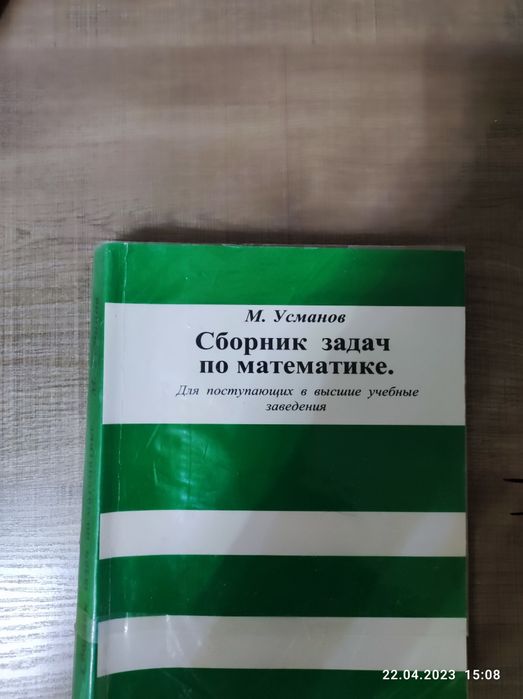 М. Усманов
Сборник задач
по математике.
Для поступающих в высшие учебные
заведения
22.04.2023 15:08